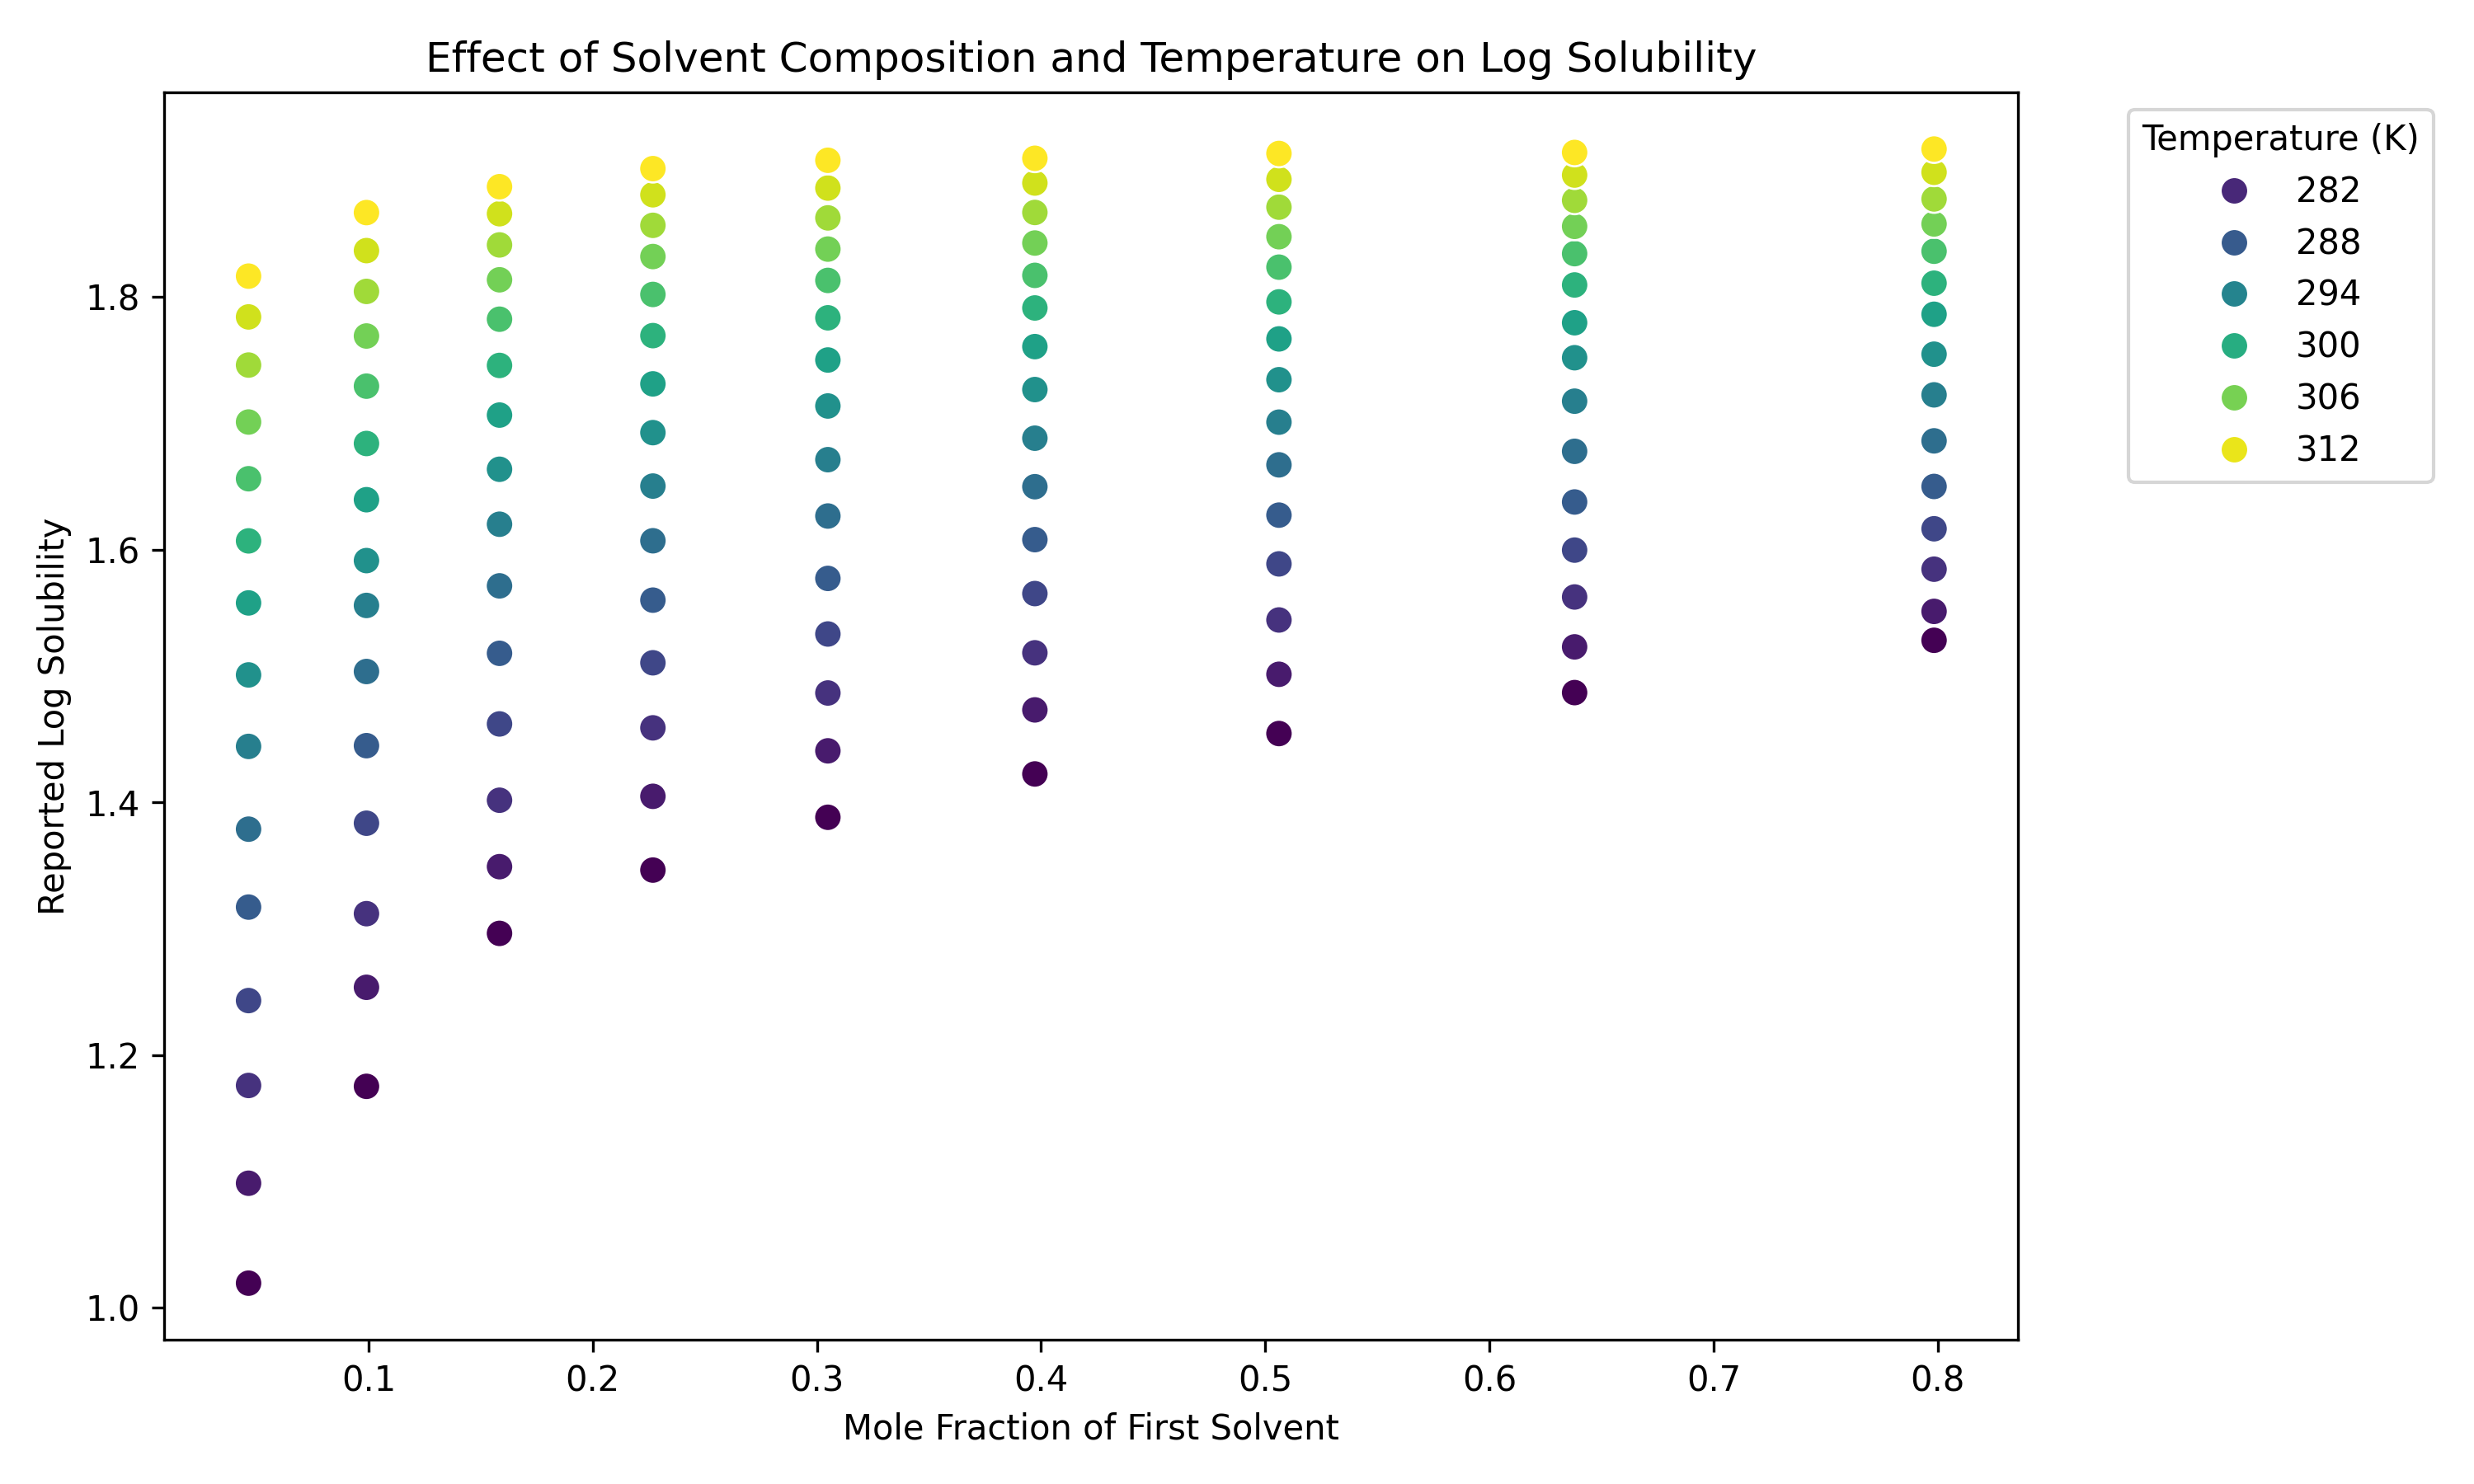 Effect of Solvent Composition and Temperature on Log Solubility
Temperature (K)
282
288
294
300
306
312
Reported Log Solubility
1.8
1.6
1.4
1.2
1.0
0.1 0.2 0.3 0.4 0.5 0.6 0.7 0.8
Mole Fraction of First Solvent